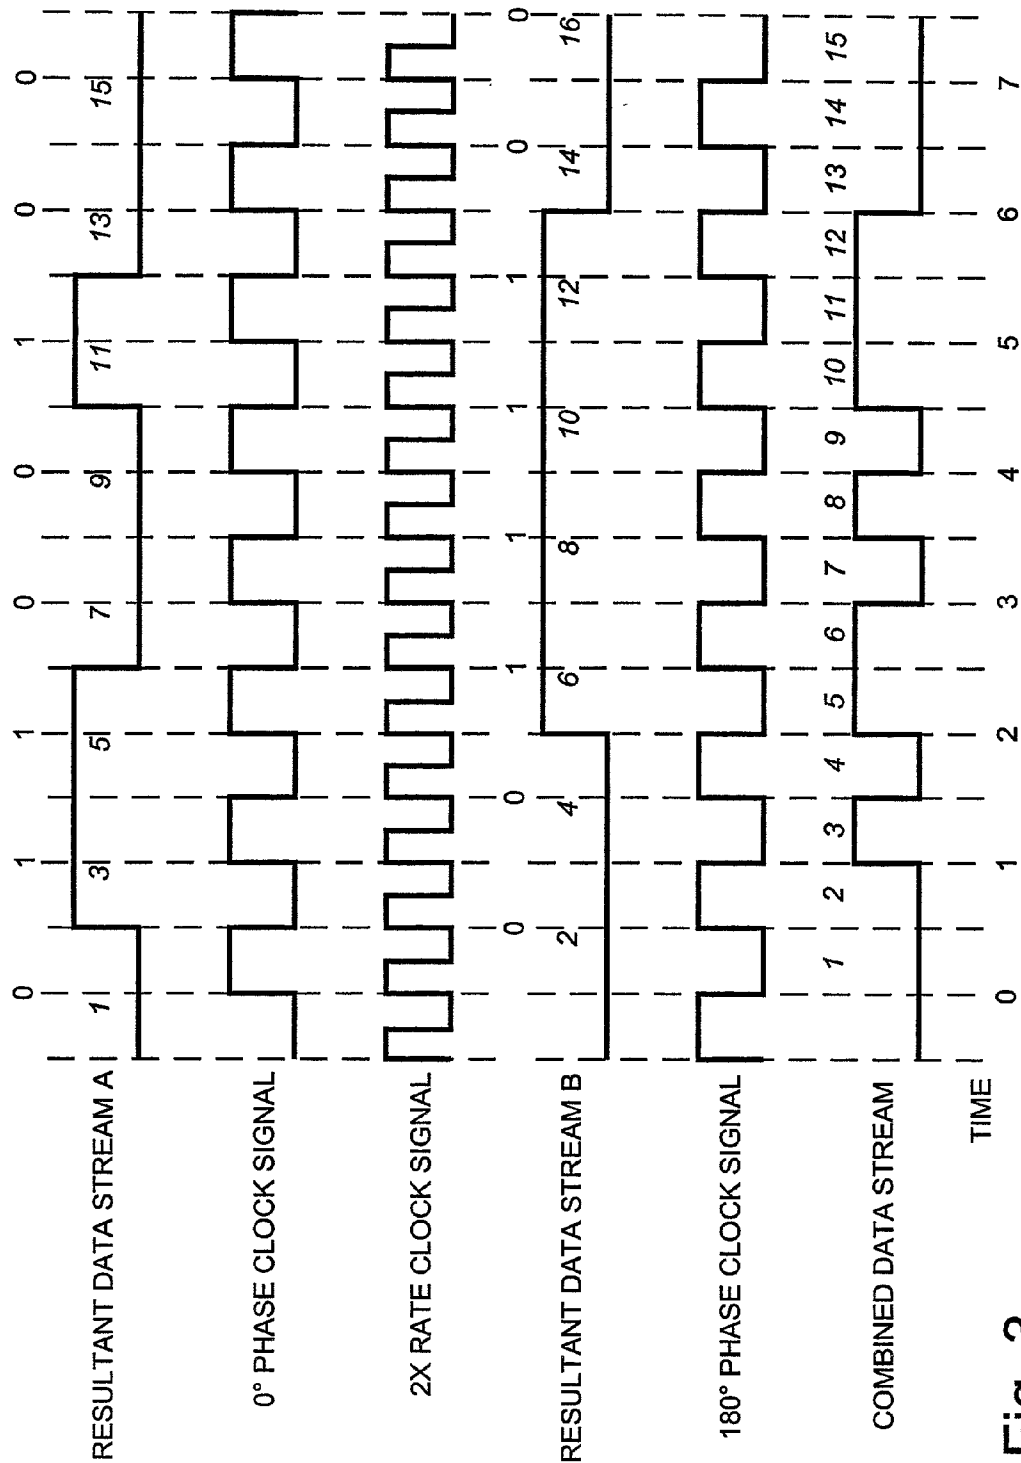 0 1 1 0 0 1 0 0
RESULTANT DATA STREAM A 1 3 5 7 9 11 13 15
0° PHASE CLOCK SIGNAL
2X RATE CLOCK SIGNAL
0 0 1 1 1 1 0 0
RESULTANT DATA STREAM B 2 4 6 8 10 12 14 16
180° PHASE CLOCK SIGNAL
COMBINED DATA STREAM 1 2 3 4 5 6 7 8 9 10 11 12 13 14 15
TIME 0 1 2 3 4 5 6 7
Fig.